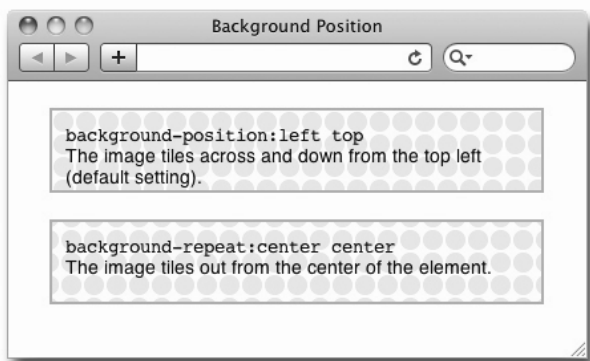 Background Position
background-position:left top
The image tiles across and down from the top left
(default setting).
background-repeat:center center
The image tiles out from the center of the element.